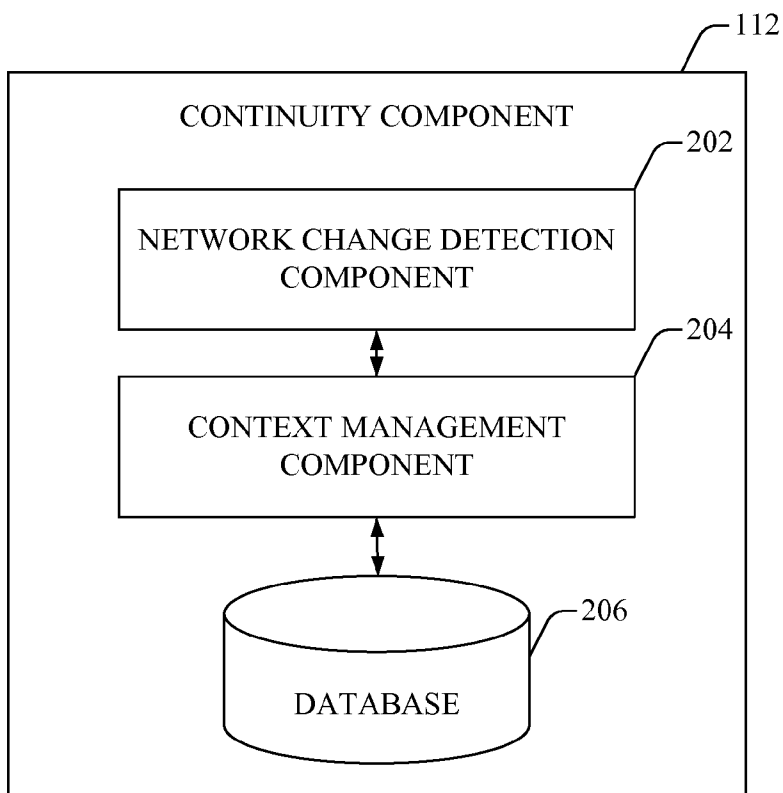 112
CONTINUITY COMPONENT
202
NETWORK CHANGE DETECTION
COMPONENT
204
CONTEXT MANAGEMENT
COMPONENT
206
DATABASE